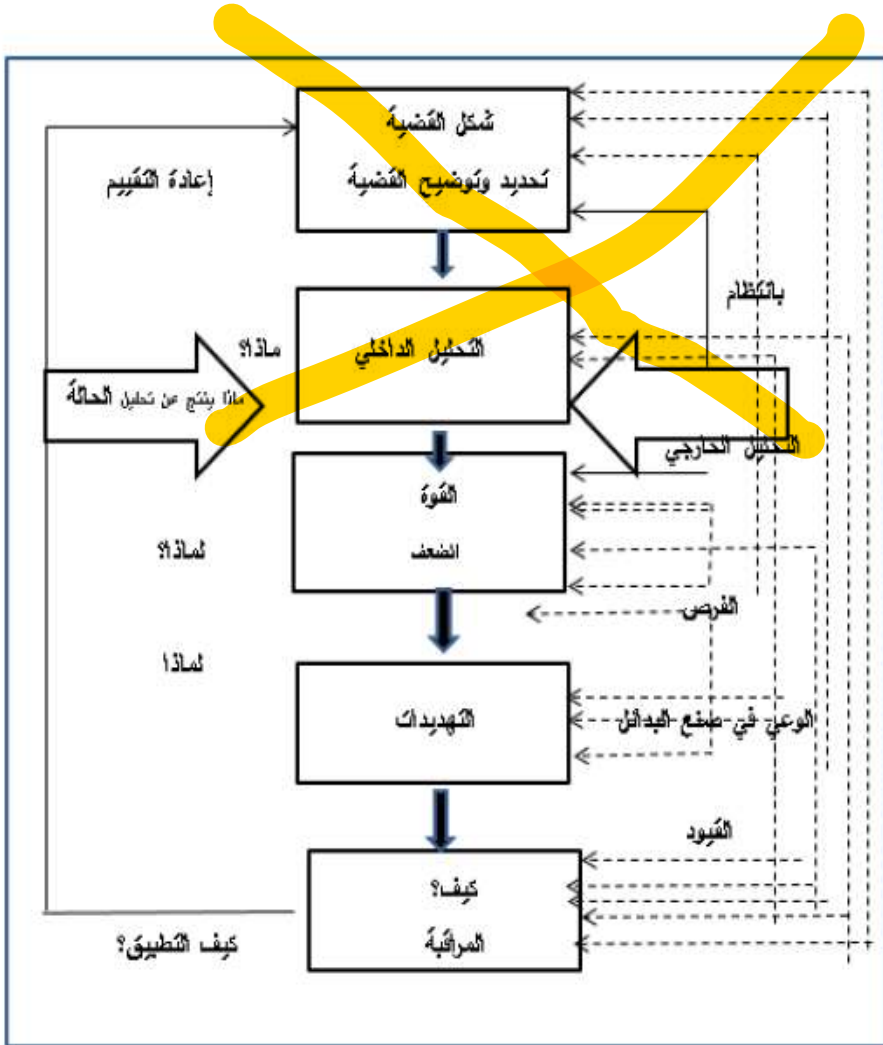 شكل القضية
تحديد وتوضيح القضية
إعادة التقييم
بانتظام
ماذا؟
التحليل الداخلي
ماذا ينتج عن تحليل الحالة
التحليل الخارجي
القوة
الضعف
لماذا؟
الفرص
لماذا
التهديدات
الوعي في صنع البدائل
القيود
كيف؟
المراقبة
كيف التطبيق؟